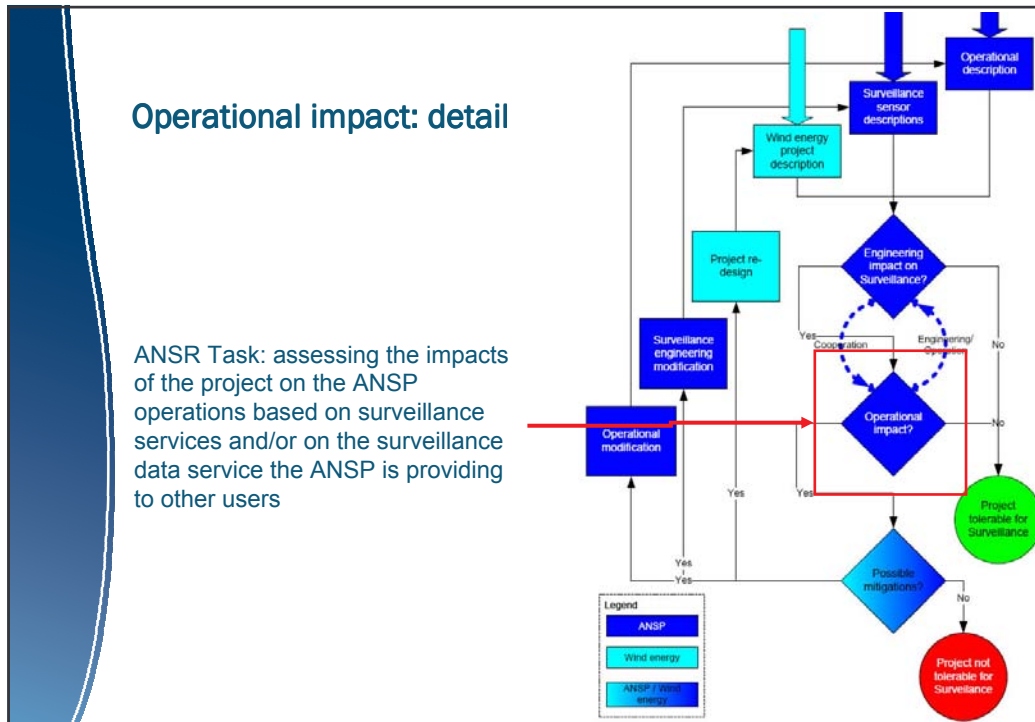 Operational impact: detail
ANSR Task: assessing the impacts
of the project on the ANSP
operations based on surveillance
services and/or on the surveillance
data service the ANSP is providing
to other users
Operational
description
Surveillance
sensor
descriptions
Wind energy
project
description
Engineering
impact on
Surveillance?
Project re-
design
Surveillance
engineering
modification
Yes
Cooperation
Engineering/
No
Operational
impact?
Operational
modification
No
Yes
Yes
Project
tolerable for
Surveillance
Possible
mitigations?
Yes
Yes
No
Legend
ANSP
Wind energy
ANSP / Wind
energy
Project not
tolerable for
Surveillance